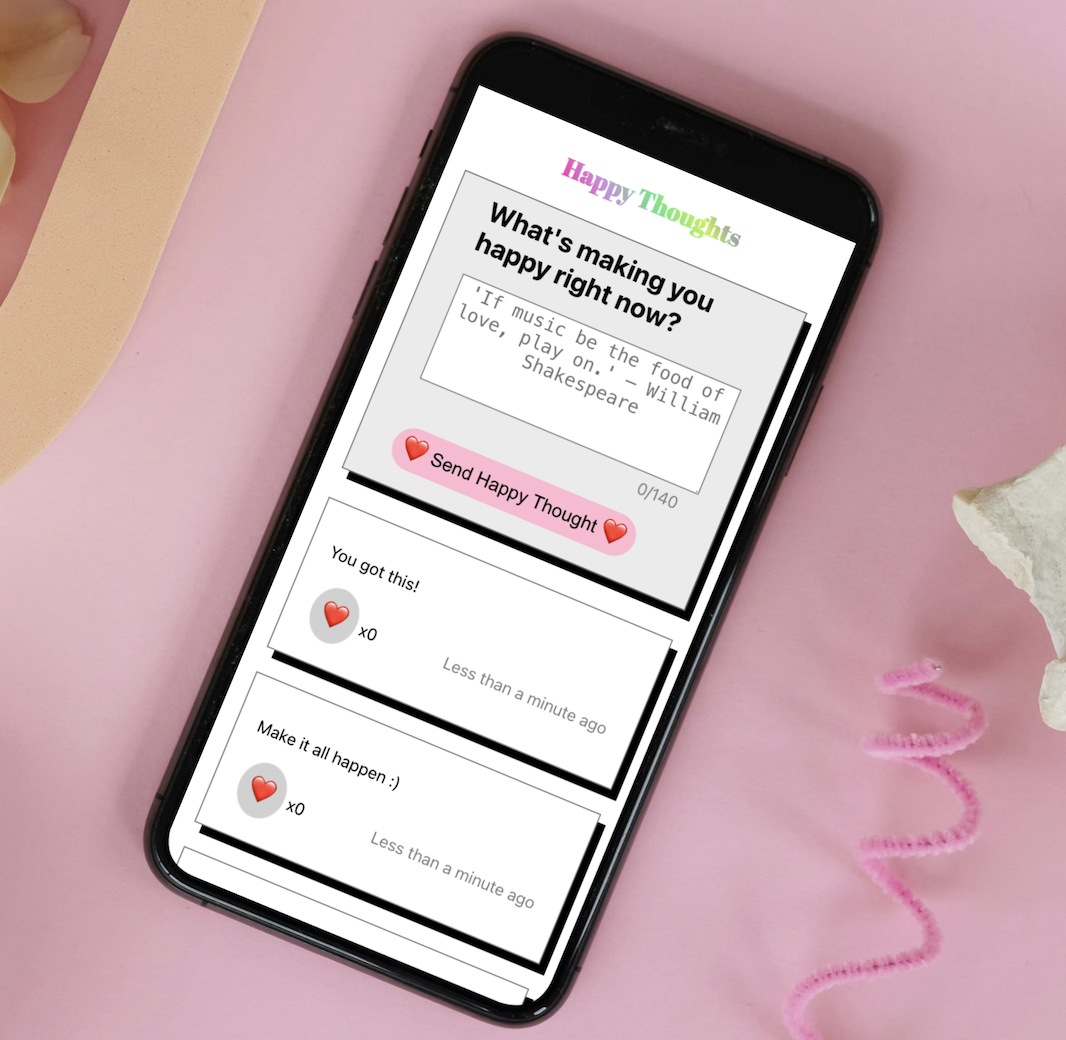 Happy Thoughts
What's making you
happy right now?
'If music be the food of
love, play on.' – William
Shakespeare
0/140
❤️ Send Happy Thought ❤️
You got this!
❤️ x0
Less than a minute ago
Make it all happen :)
❤️ x0
Less than a minute ago